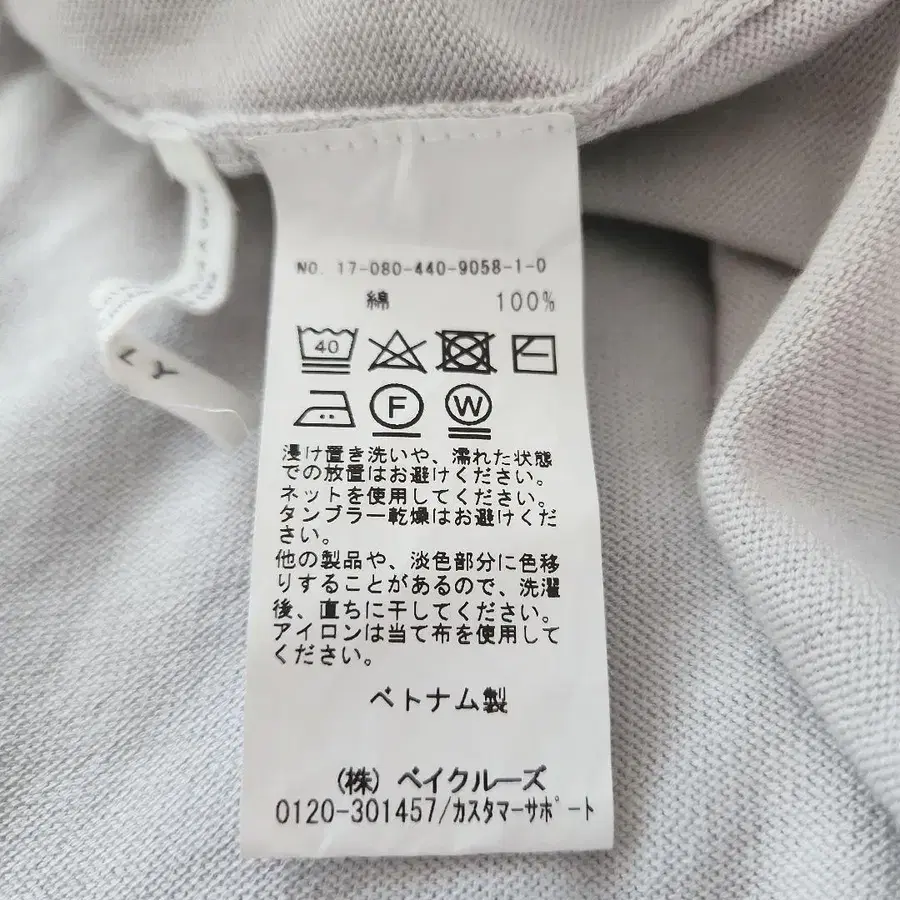 NO. 17-080-440-9058-1-0
綿 100%
40
F W
浸け置き洗いや、濡れた状態
での放置はお避けください。
ネットを使用してください。
タンブラー乾燥はお避けくだ
さい。
他の製品や、淡色部分に色移
りすることがあるので、洗濯
後、直ちに干してください。
アイロンは当て布を使用して
ください。
ベトナム製
(株) ベイクルーズ
0120-301457/カスタマーサポート
LY